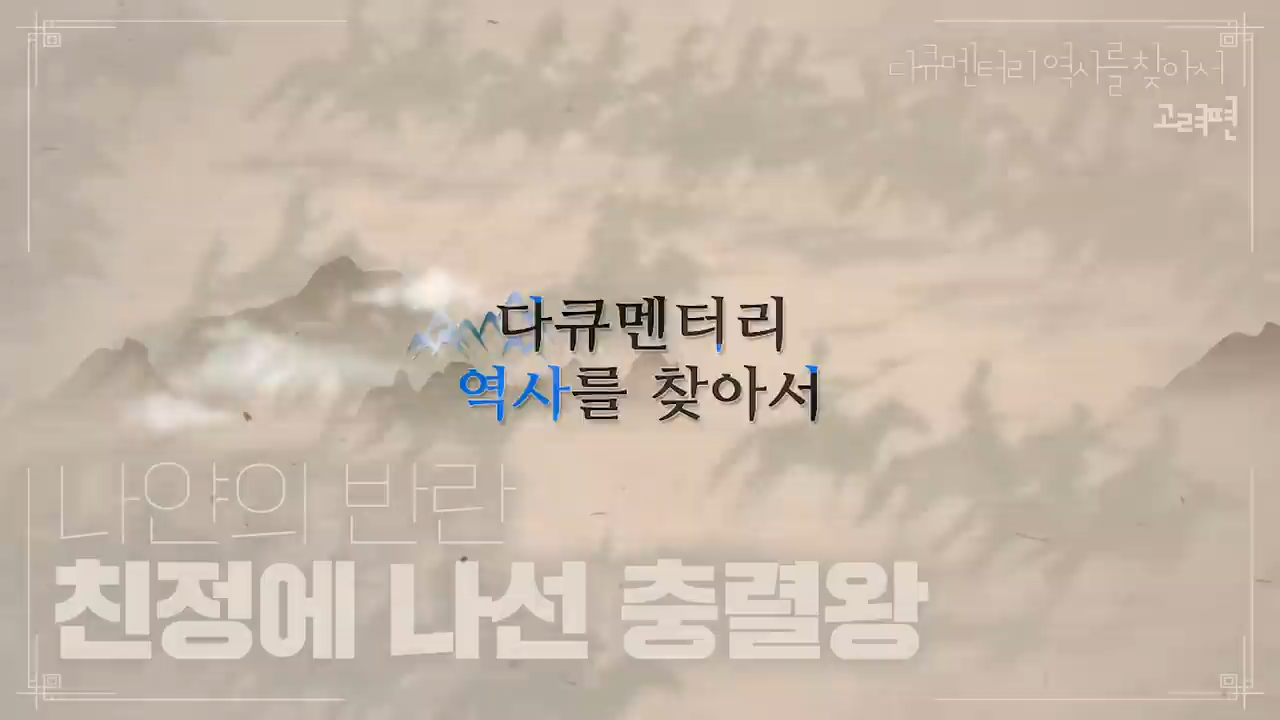 다큐멘터리 역사를 찾아서
고려편
다큐멘터리
역사를 찾아서
나얀의 반란
친정에 나선 충렬왕